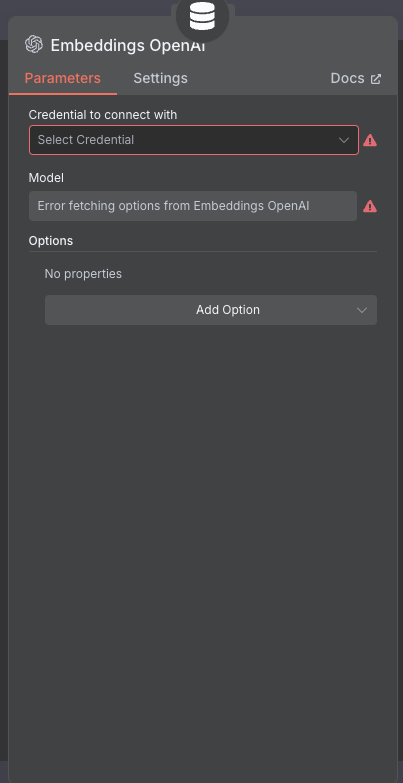 Embeddings OpenAI
Parameters Settings Docs
Credential to connect with
Select Credential
Model
Error fetching options from Embeddings OpenAI
Options
No properties
Add Option